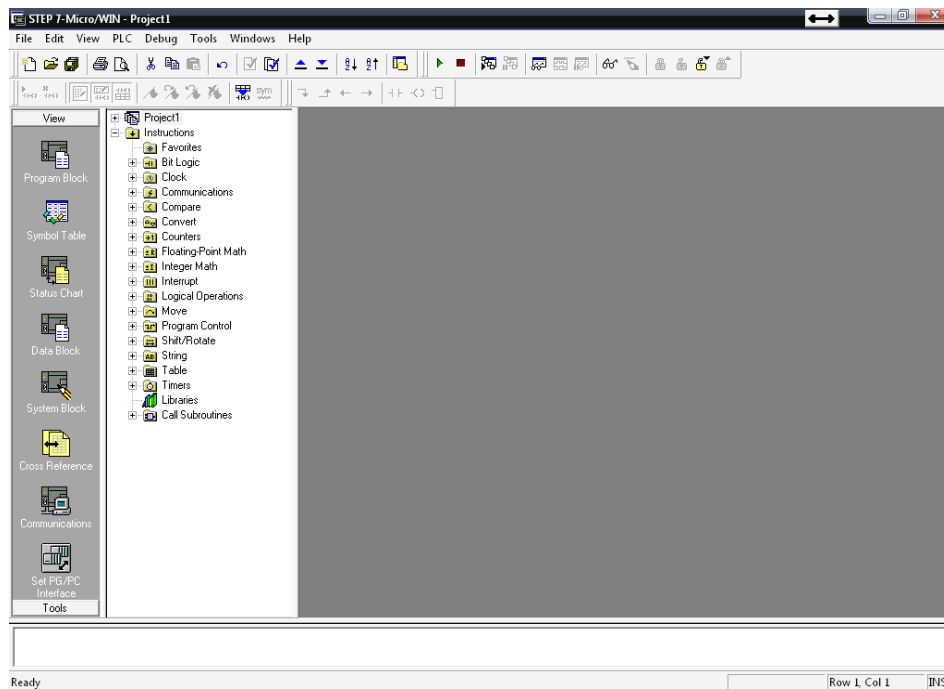 STEP 7-Micro/WIN - Project1
File Edit View PLC Debug Tools Windows Help
sym
View
Program Block
Symbol Table
Status Chart
Data Block
System Block
Cross Reference
Communications
Set PG/PC
Interface
Tools
Project1
Instructions
Favorites
Bit Logic
Clock
Communications
Compare
Convert
Counters
Floating-Point Math
Integer Math
Interrupt
Logical Operations
Move
Program Control
Shift/Rotate
String
Table
Timers
Libraries
Call Subroutines
Ready
Row 1, Col 1
INS